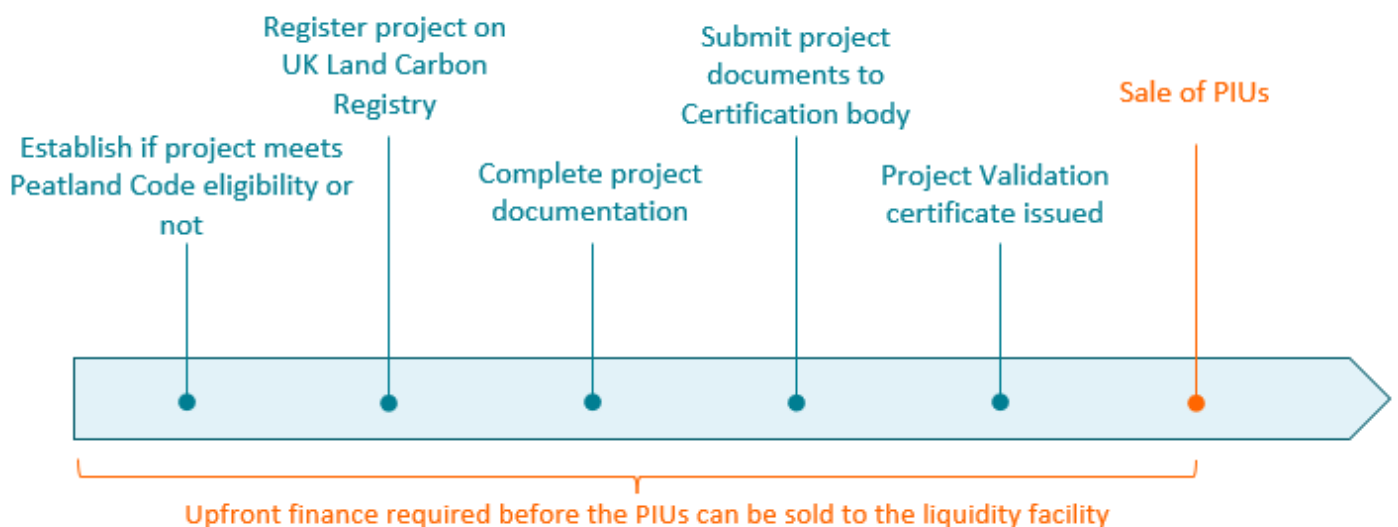 Establish if project meets
Peatland Code eligibility or
not
Register project on
UK Land Carbon
Registry
Complete project
documentation
Submit project
documents to
Certification body
Project Validation
certificate issued
Sale of PIUs
Upfront finance required before the PIUs can be sold to the liquidity facility